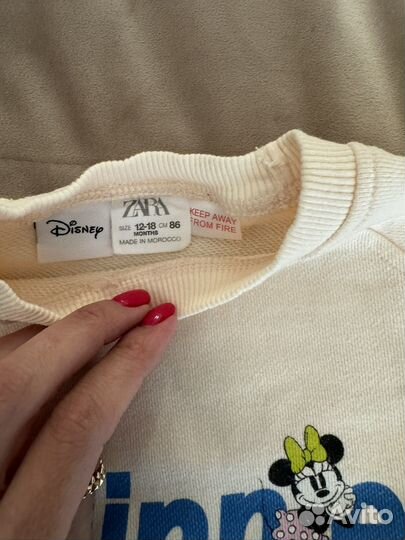 Disney
ZARA
SIZE 12-18 CM 86
MONTHS
MADE IN MOROCCO
KEEP AWAY
FROM FIRE
Avito